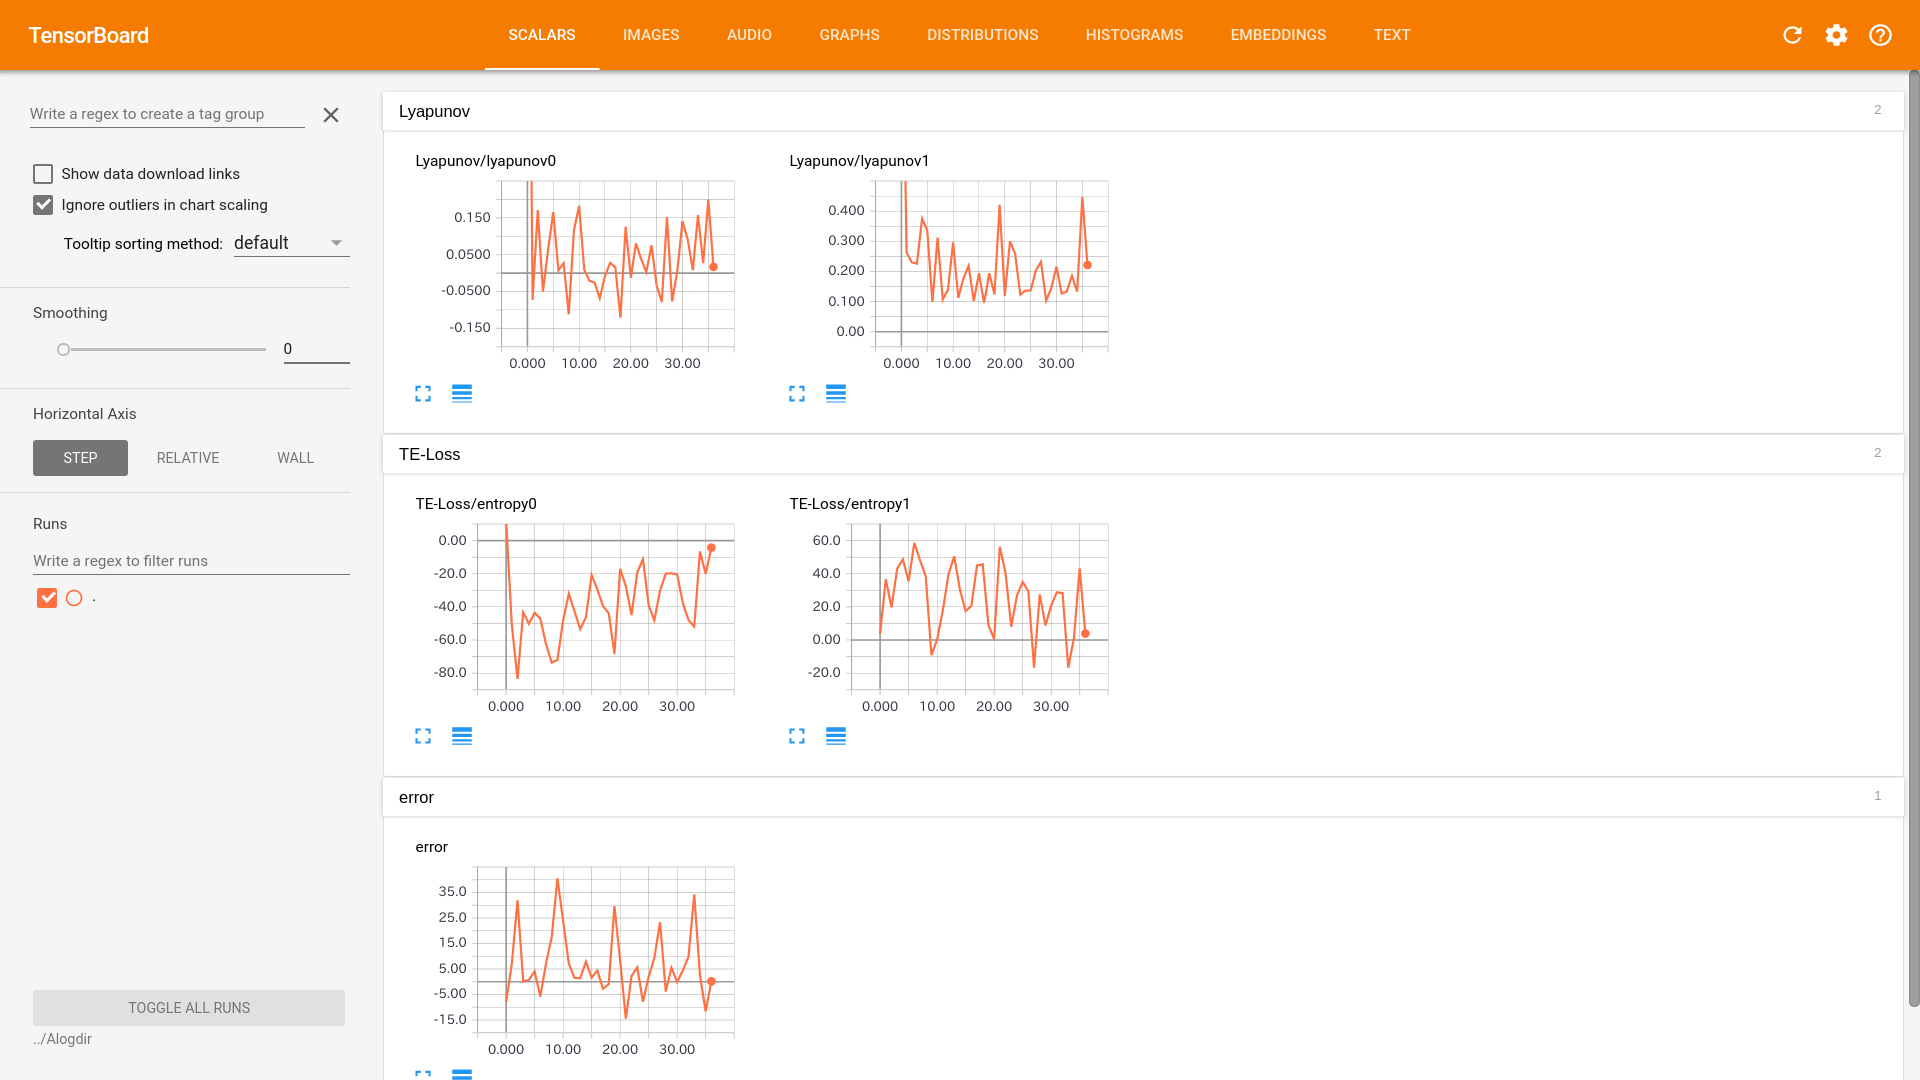 TensorBoard
SCALARS IMAGES AUDIO GRAPHS DISTRIBUTIONS HISTOGRAMS EMBEDDINGS TEXT
Write a regex to create a tag group
Show data download links
Ignore outliers in chart scaling
Tooltip sorting method: default
Smoothing
0
Horizontal Axis
STEP RELATIVE WALL
Runs
Write a regex to filter runs
.
TOGGLE ALL RUNS
../Alogdir
Lyapunov 2
Lyapunov/lyapunov0
0.150
0.0500
-0.0500
-0.150
0.000 10.00 20.00 30.00
Lyapunov/lyapunov1
0.400
0.300
0.200
0.100
0.00
0.000 10.00 20.00 30.00
TE-Loss 2
TE-Loss/entropy0
0.00
-20.0
-40.0
-60.0
-80.0
0.000 10.00 20.00 30.00
TE-Loss/entropy1
60.0
40.0
20.0
0.00
-20.0
0.000 10.00 20.00 30.00
error 1
error
35.0
25.0
15.0
5.00
-5.00
-15.0
0.000 10.00 20.00 30.00